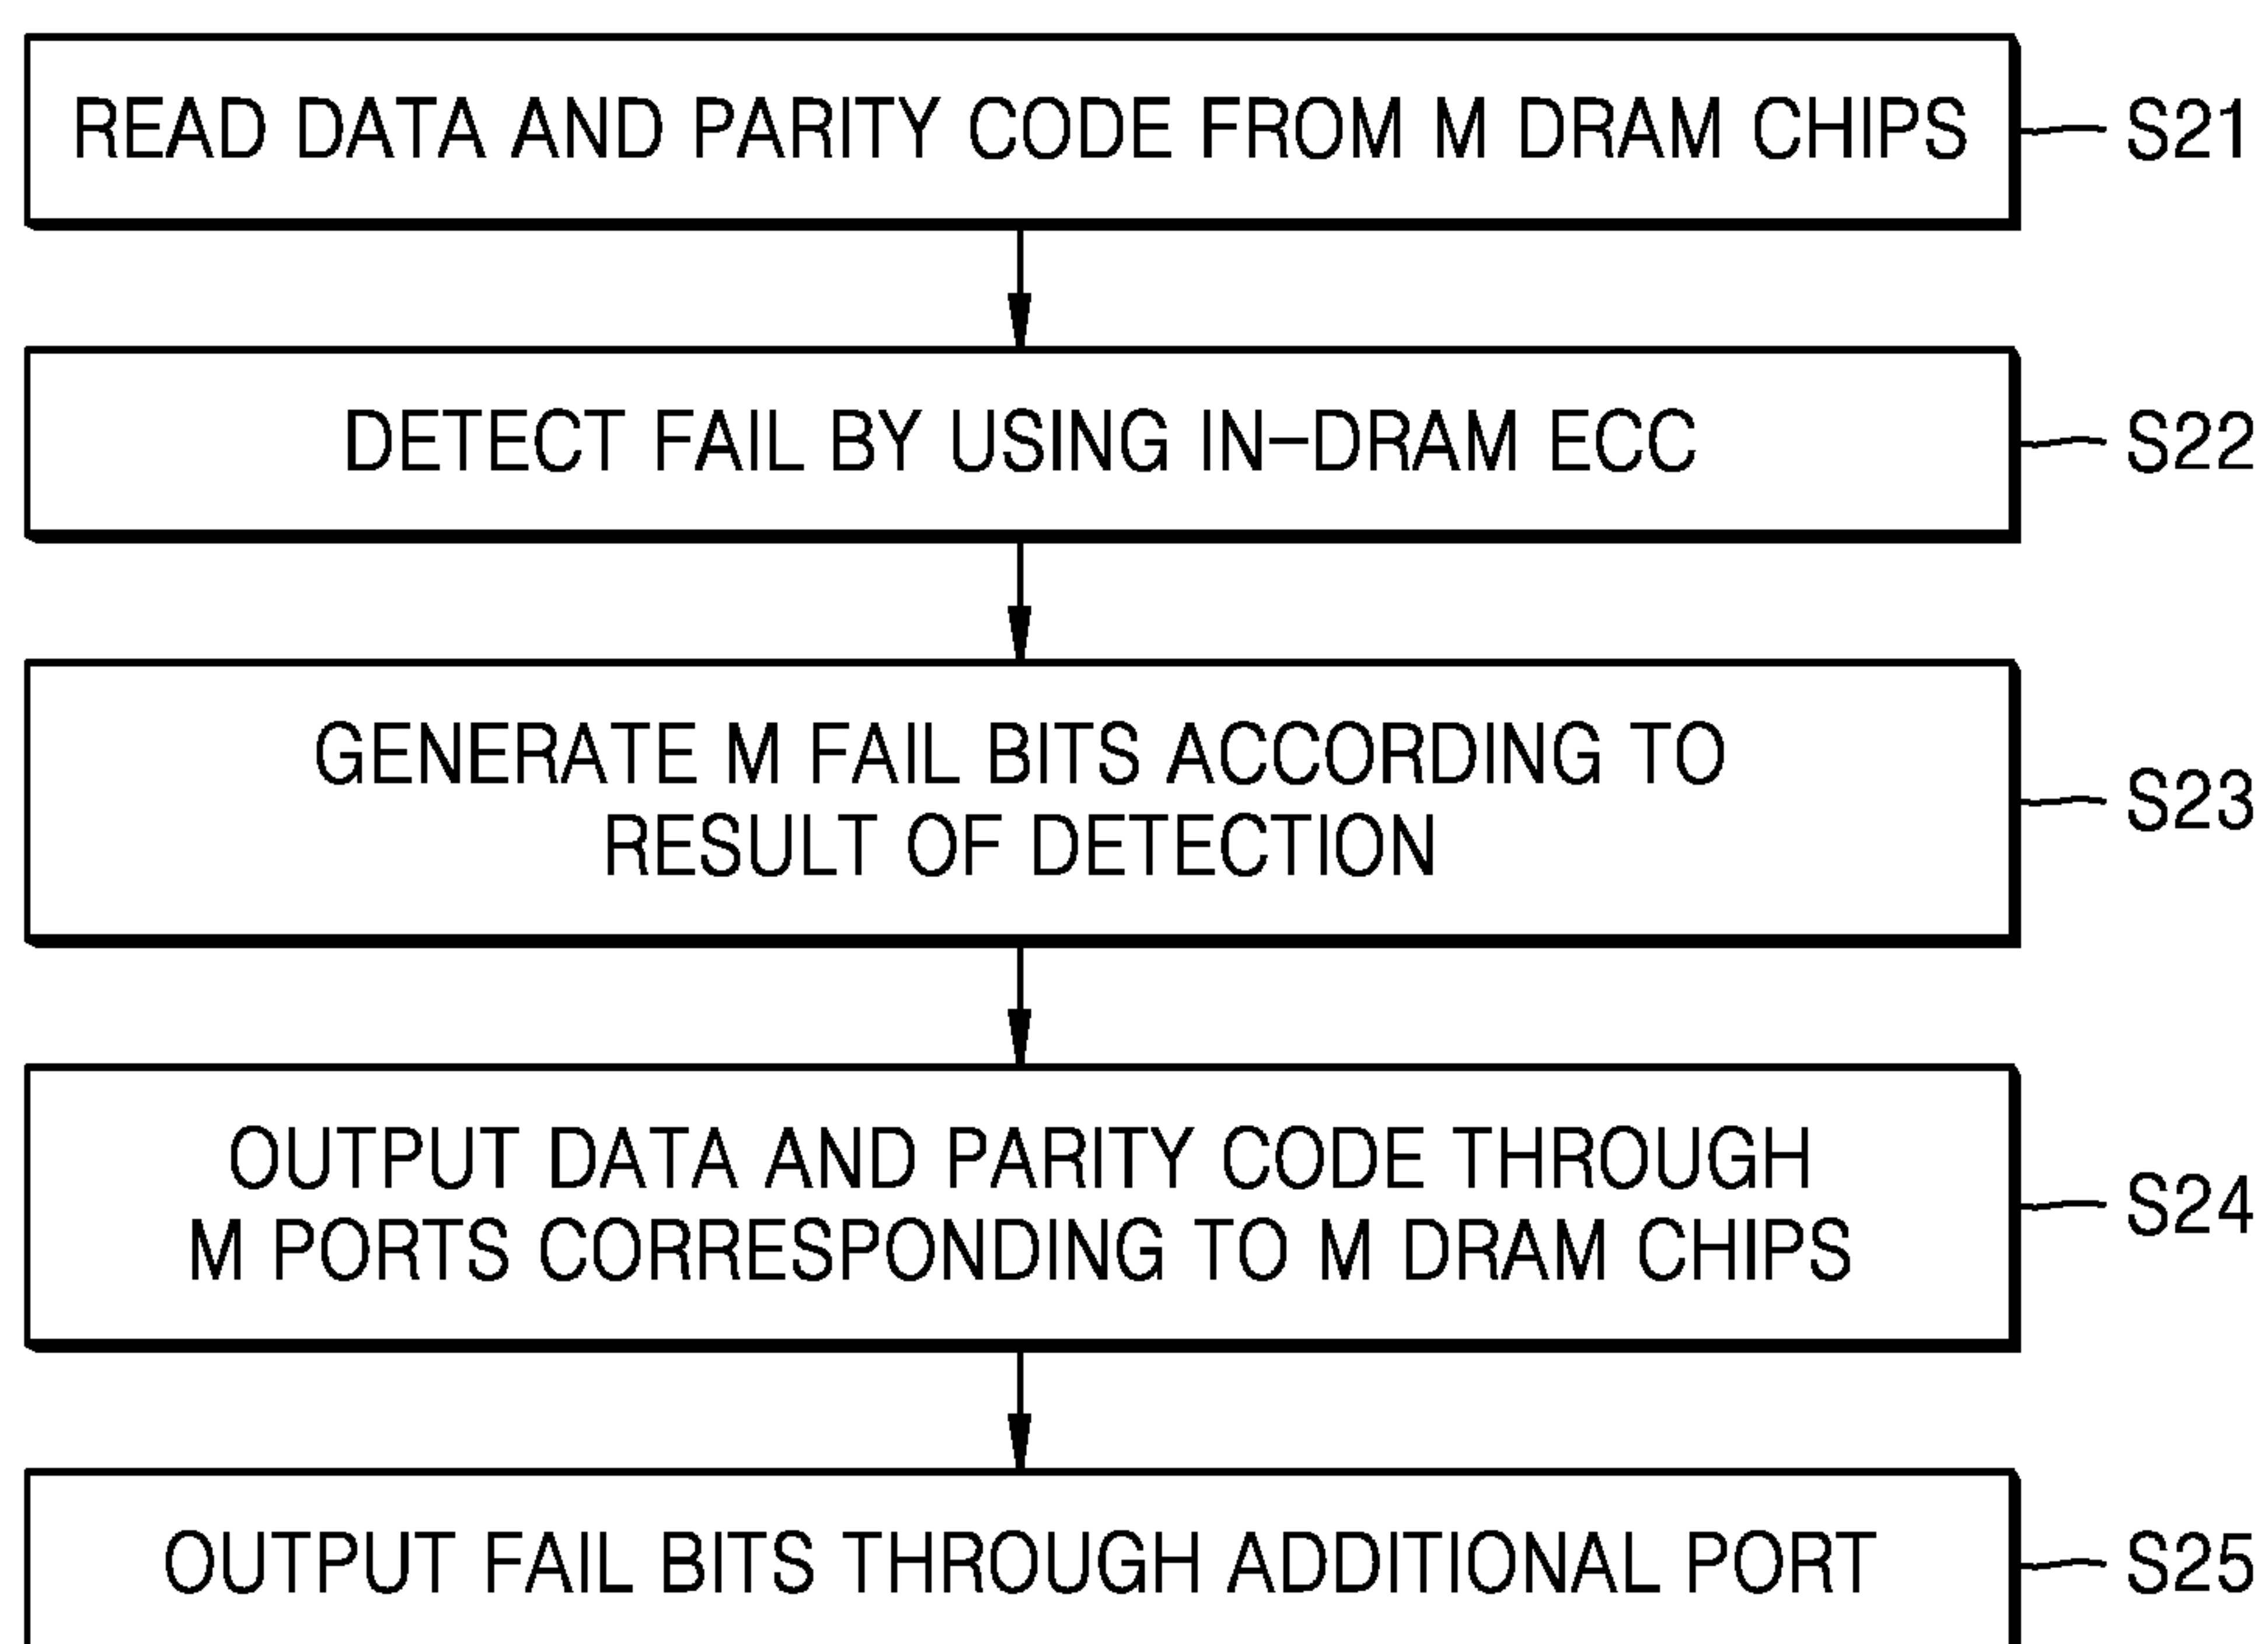 READ DATA AND PARITY CODE FROM M DRAM CHIPS
S21
DETECT FAIL BY USING IN-DRAM ECC
S22
GENERATE M FAIL BITS ACCORDING TO
RESULT OF DETECTION
S23
OUTPUT DATA AND PARITY CODE THROUGH
M PORTS CORRESPONDING TO M DRAM CHIPS
S24
OUTPUT FAIL BITS THROUGH ADDITIONAL PORT
S25